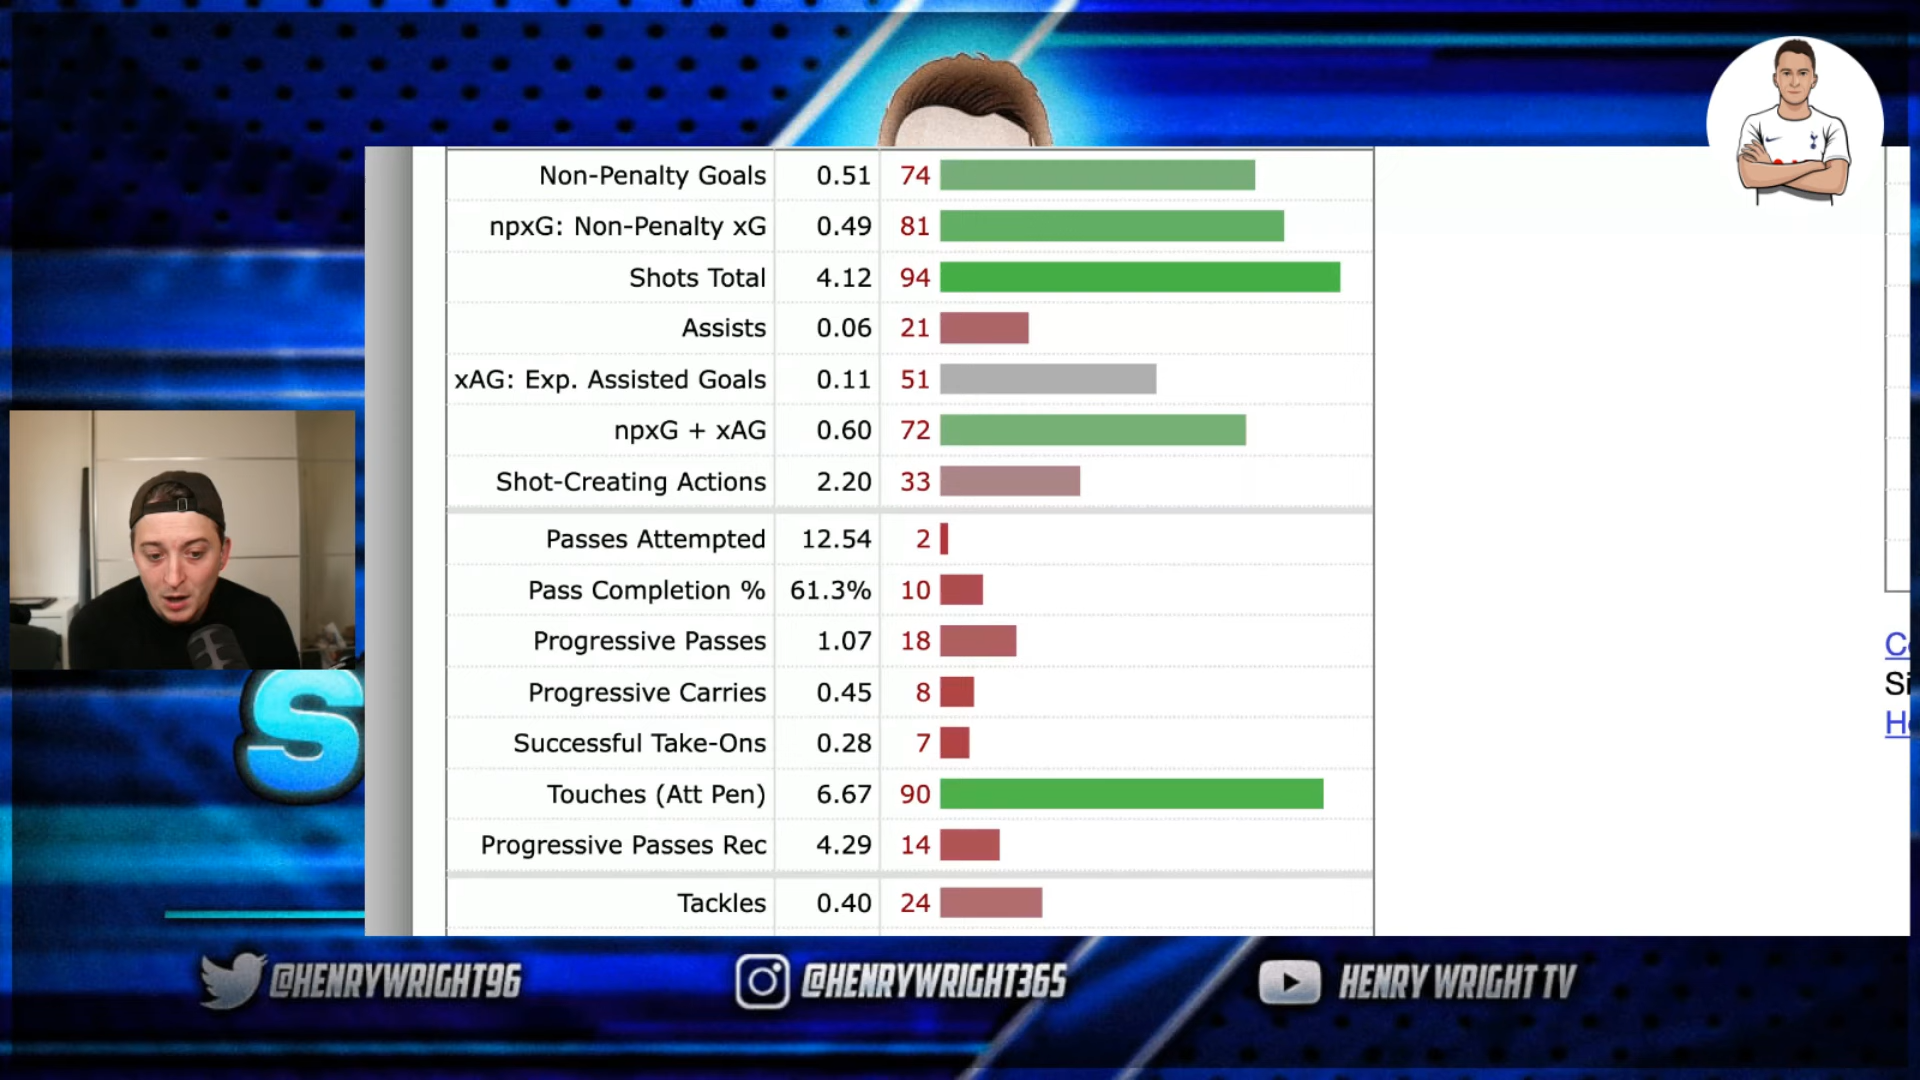 Non-Penalty Goals 0.51 74
npxG: Non-Penalty xG 0.49 81
Shots Total 4.12 94
Assists 0.06 21
xAG: Exp. Assisted Goals 0.11 51
npxG + xAG 0.60 72
Shot-Creating Actions 2.20 33
Passes Attempted 12.54 2
Pass Completion % 61.3% 10
Progressive Passes 1.07 18
Progressive Carries 0.45 8
Successful Take-Ons 0.28 7
Touches (Att Pen) 6.67 90
Progressive Passes Rec 4.29 14
Tackles 0.40 24
S
@HENRYWRIGHT96
@HENRYWRIGHT365
HENRY WRIGHT TV